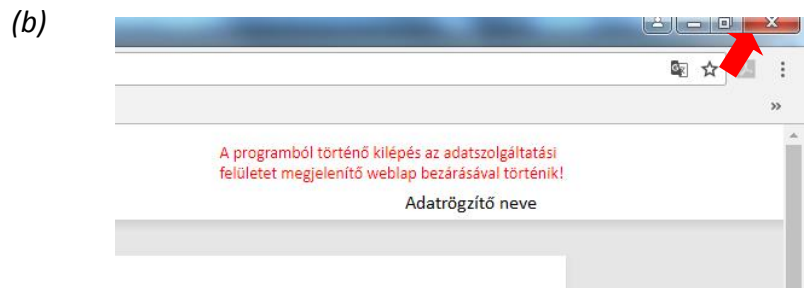 (b)
A programból történő kilépés az adatszolgáltatási
felületet megjelenítő weblap bezárásával történik!
Adatrögzítő neve